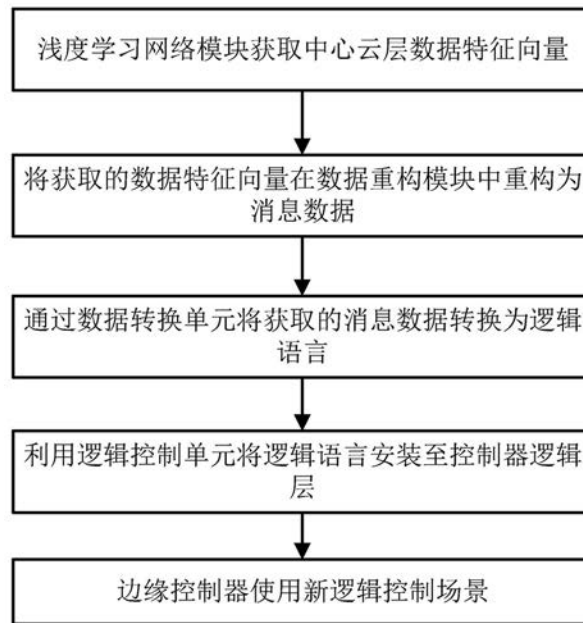 浅度学习网络模块获取中心云层数据特征向量
将获取的数据特征向量在数据重构模块中重构为
消息数据
通过数据转换单元将获取的消息数据转换为逻辑
语言
利用逻辑控制单元将逻辑语言安装至控制器逻辑
层
边缘控制器使用新逻辑控制场景